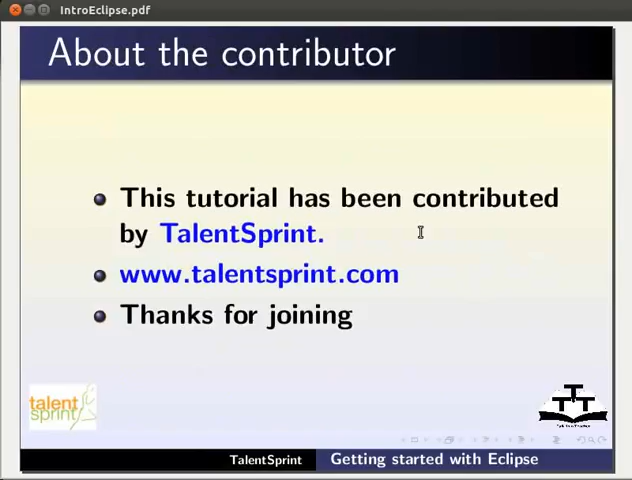 IntroEclipse.pdf
About the contributor
This tutorial has been contributed
by TalentSprint.
www.talentsprint.com
Thanks for joining
talent
sprint
TTT
TalentSprint
Getting started with Eclipse